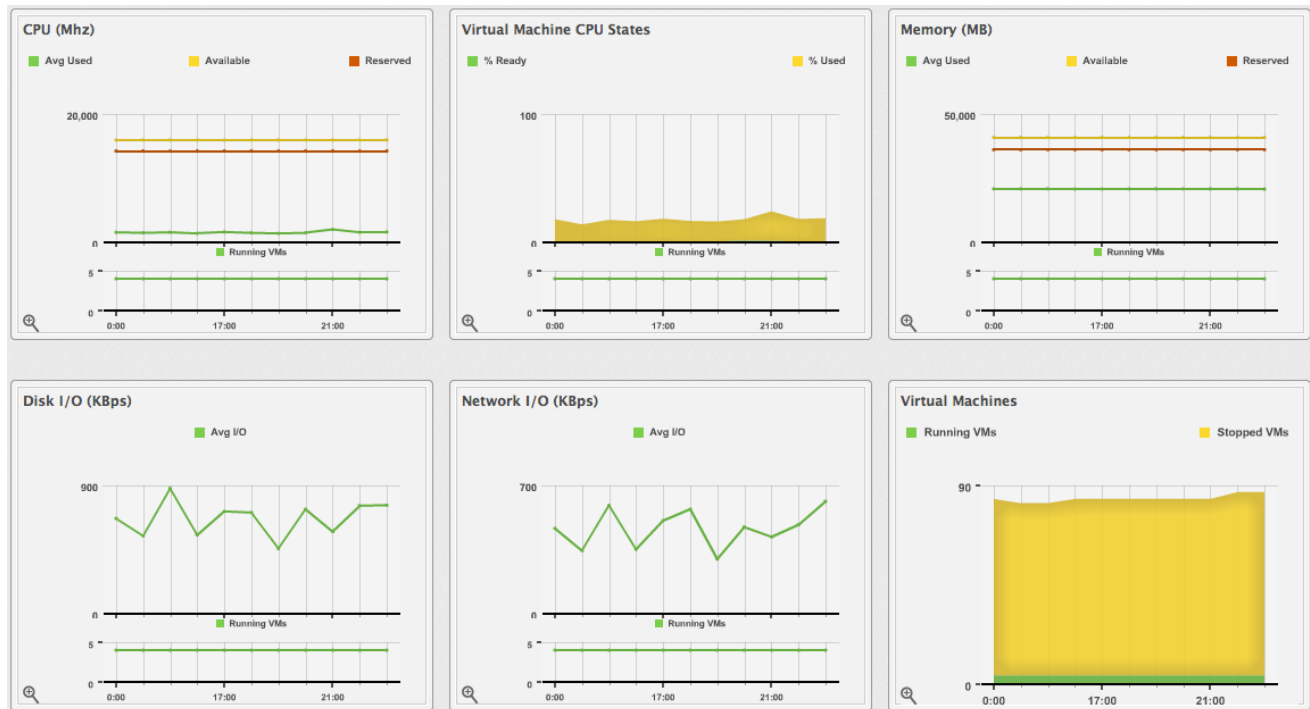 CPU (Mhz)
Avg Used Available Reserved
20,000
0
Running VMs
5
0
0:00 17:00 21:00
Virtual Machine CPU States
% Ready % Used
100
0
Running VMs
5
0
0:00 17:00 21:00
Memory (MB)
Avg Used Available Reserved
50,000
0
Running VMs
5
0
0:00 17:00 21:00
Disk I/O (KBps)
Avg I/O
900
0
Running VMs
5
0
0:00 17:00 21:00
Network I/O (KBps)
Avg I/O
700
0
Running VMs
5
0
0:00 17:00 21:00
Virtual Machines
Running VMs Stopped VMs
90
0
0:00 17:00 21:00